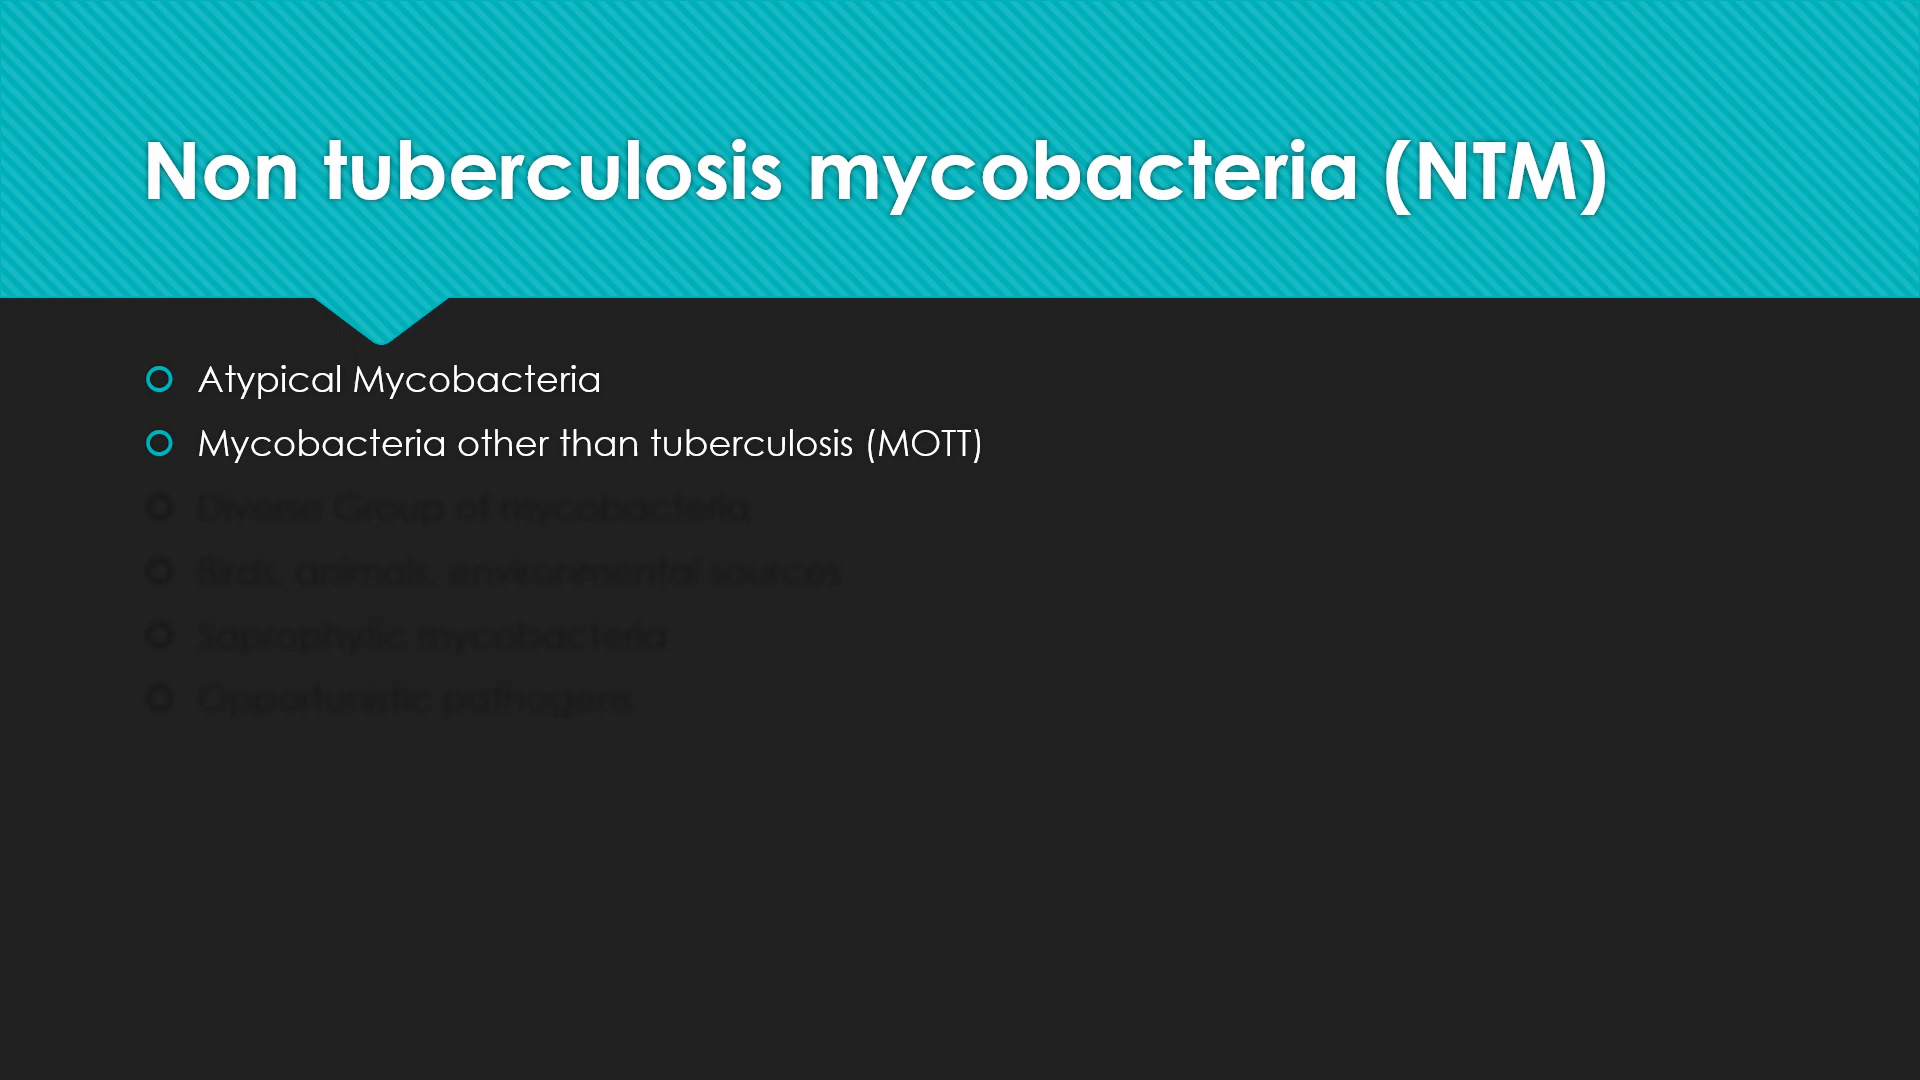 Non tuberculosis mycobacteria (NTM)
Atypical Mycobacteria
Mycobacteria other than tuberculosis (MOTT)
Diverse Group of mycobacteria
Birds, animals, environmental sources
Saprophytic mycobacteria
Opportunistic pathogens